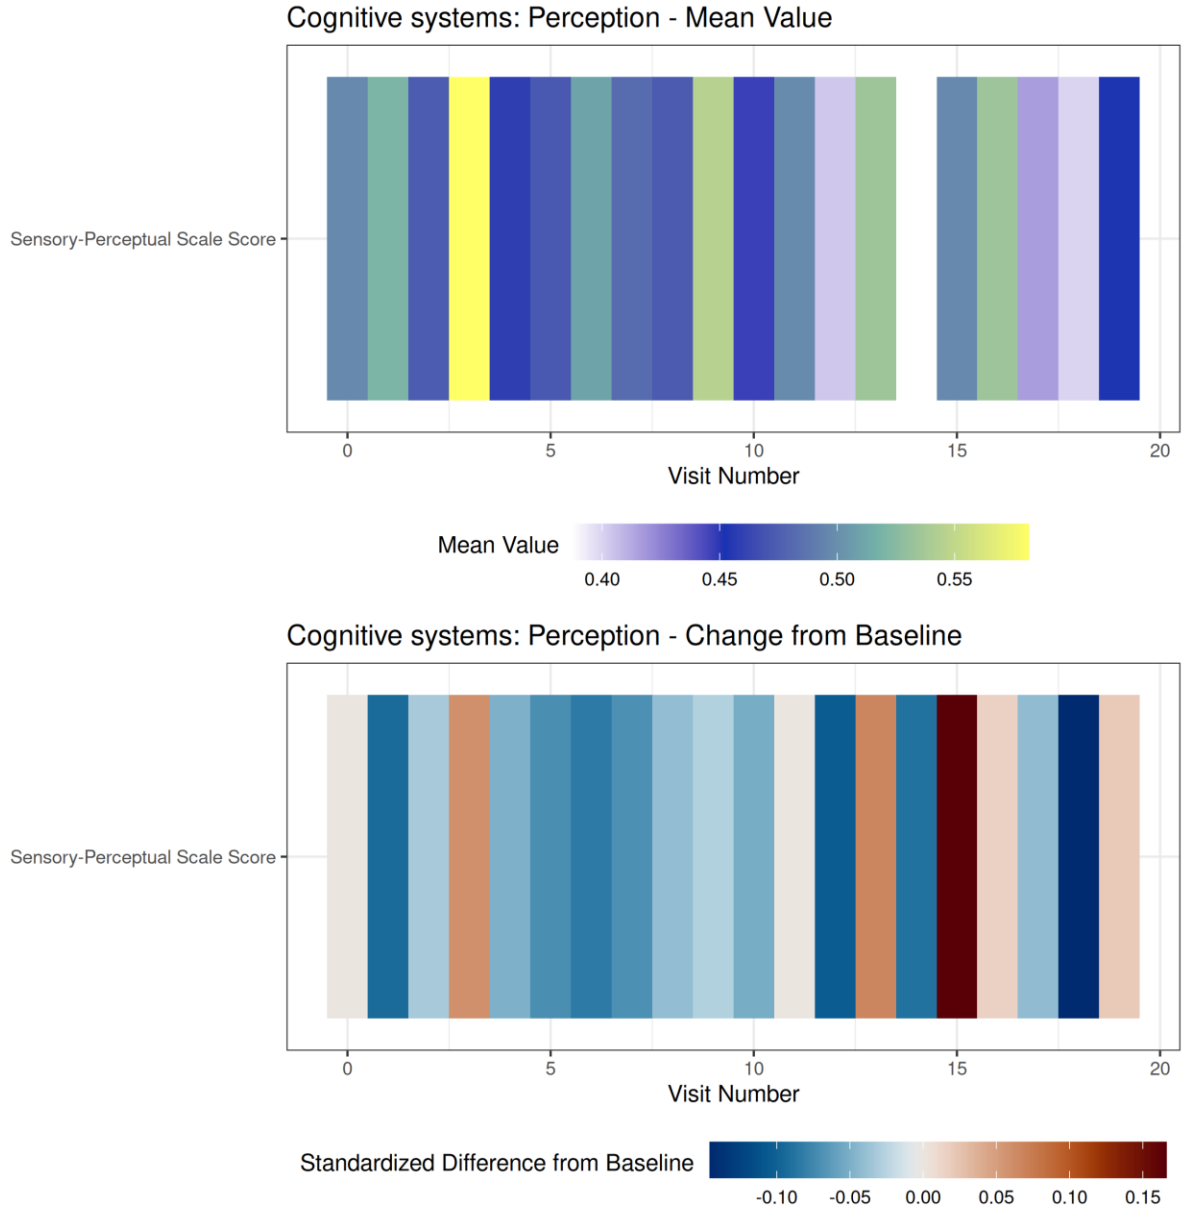 Cognitive systems: Perception - Mean Value
Sensory-Perceptual Scale Score
0 5 10 15 20
Visit Number
Mean Value
0.40 0.45 0.50 0.55
Cognitive systems: Perception - Change from Baseline
Sensory-Perceptual Scale Score
0 5 10 15 20
Visit Number
Standardized Difference from Baseline
-0.10 -0.05 0.00 0.05 0.10 0.15